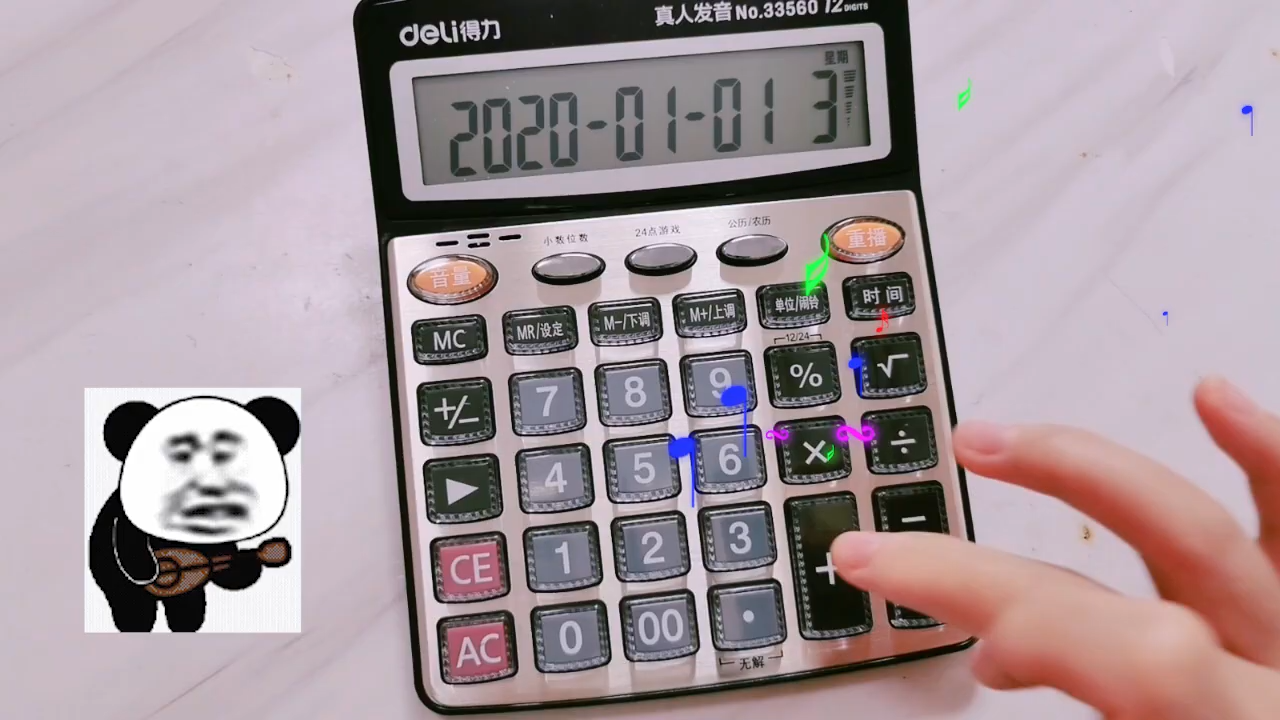 deli得力
真人发音 No.33560 12 DIGITS
星期
2020-01-01 3
小数位数 24点游戏 公历/农历
音量 重播
MC MR/设定 M-/下调 M+/上调 单位/闹铃 时间
12/24
+/− 7 8 9 % √
▶ 4 5 6 × ÷
CE 1 2 3 + −
AC 0 00 ·
无解